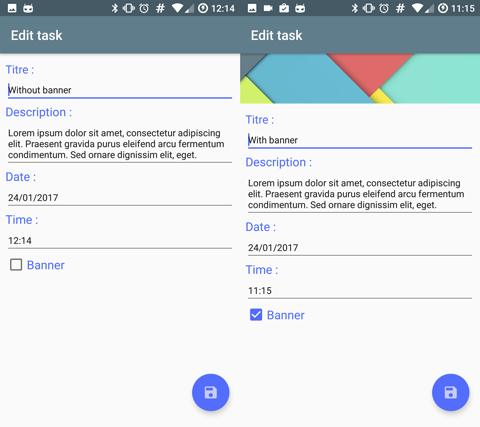 12:14
Edit task
Titre :
Without banner
Description :
Lorem ipsum dolor sit amet, consectetur adipiscing
elit. Praesent gravida purus eleifend arcu fermentum
condimentum. Sed ornare dignissim elit, eget.
Date :
24/01/2017
Time :
12:14
Banner
11:15
Edit task
Titre :
With banner
Description :
Lorem ipsum dolor sit amet, consectetur adipiscing
elit. Praesent gravida purus eleifend arcu fermentum
condimentum. Sed ornare dignissim elit, eget.
Date :
24/01/2017
Time :
11:15
Banner